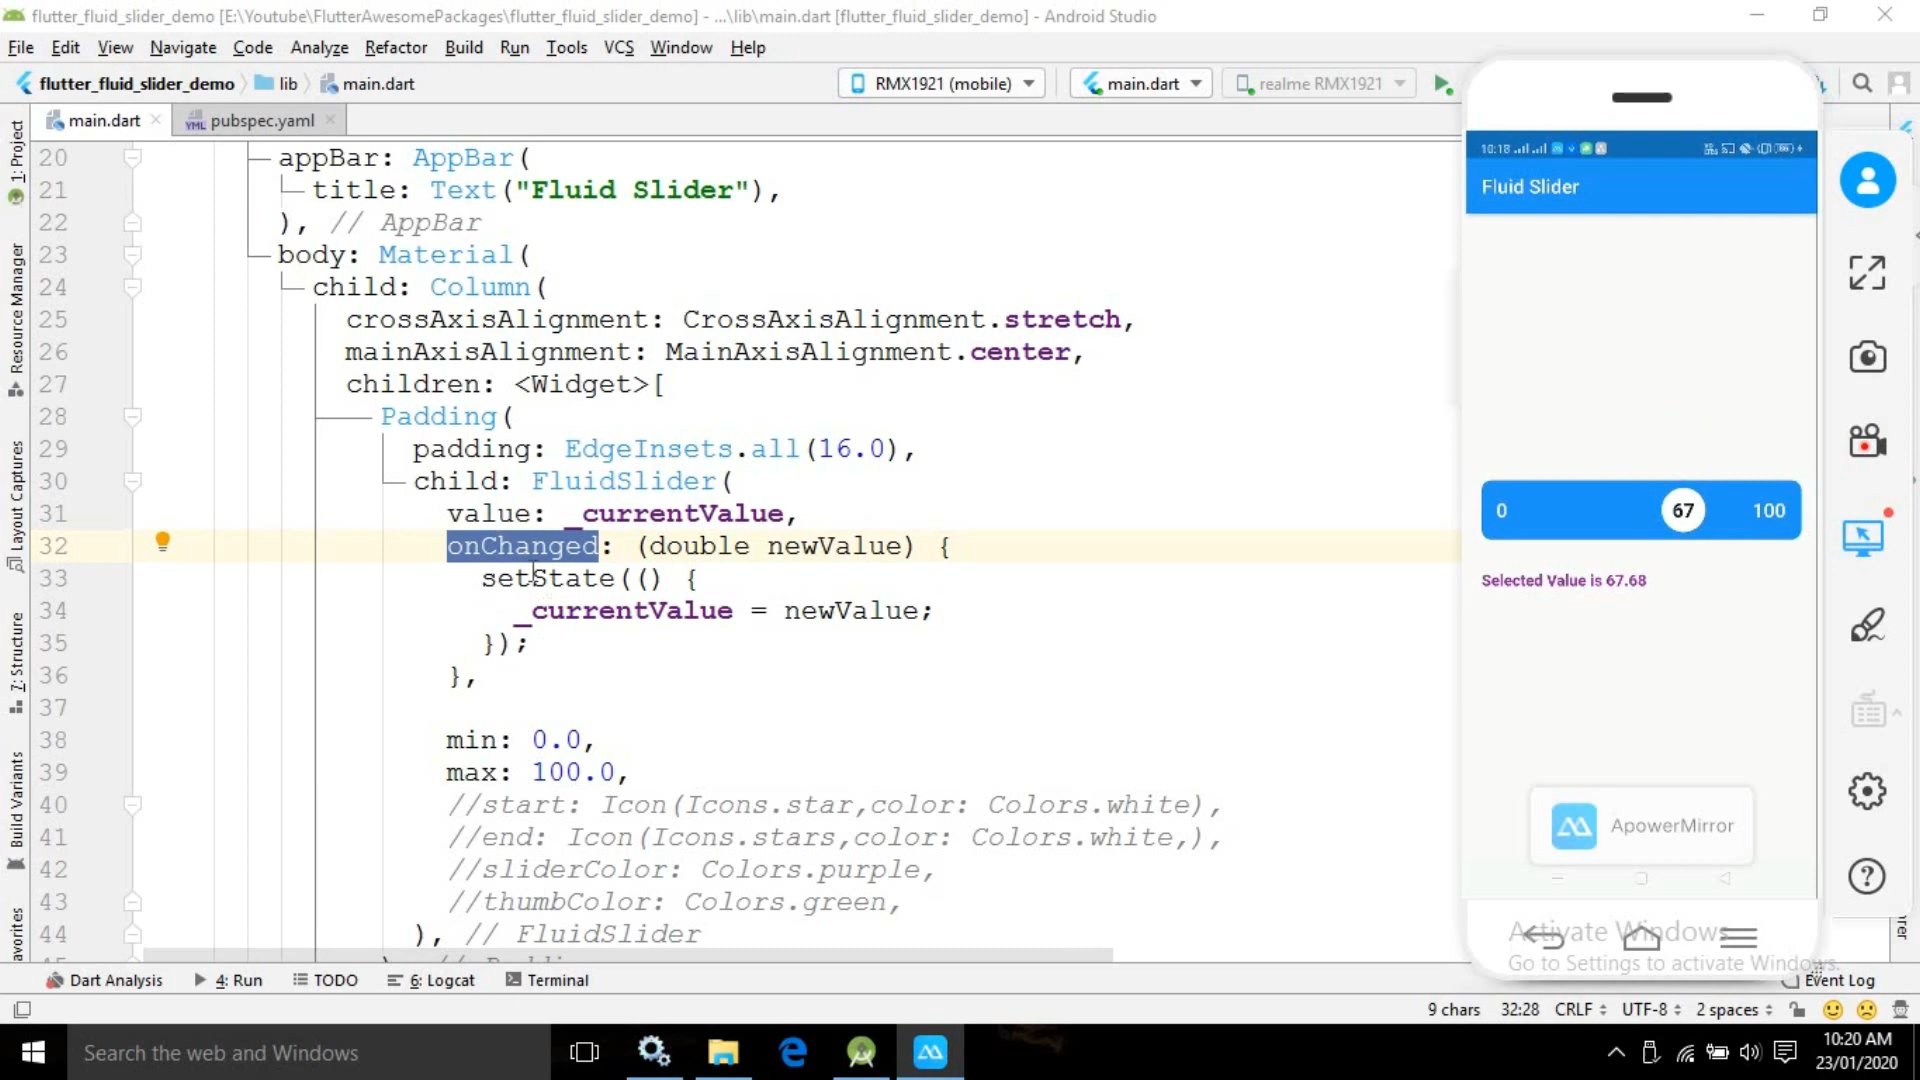 flutter_fluid_slider_demo [E:\Youtube\FlutterAwesomePackages\flutter_fluid_slider_demo] - ...\lib\main.dart [flutter_fluid_slider_demo] - Android Studio
File Edit View Navigate Code Analyze Refactor Build Run Tools VCS Window Help
flutter_fluid_slider_demo lib main.dart RMX1921 (mobile) main.dart realme RMX1921
main.dart pubspec.yaml
1: Project
Resource Manager
Layout Captures
7: Structure
Build Variants
avorites
20 appBar: AppBar(
21 title: Text("Fluid Slider"),
22 ), // AppBar
23 body: Material(
24 child: Column(
25 crossAxisAlignment: CrossAxisAlignment.stretch,
26 mainAxisAlignment: MainAxisAlignment.center,
27 children: <Widget>[
28 Padding(
29 padding: EdgeInsets.all(16.0),
30 child: FluidSlider(
31 value: _currentValue,
32 onChanged: (double newValue) {
33 setState(() {
34 _currentValue = newValue;
35 });
36 },
37
38 min: 0.0,
39 max: 100.0,
40 //start: Icon(Icons.star,color: Colors.white),
41 //end: Icon(Icons.stars,color: Colors.white,),
42 //sliderColor: Colors.purple,
43 //thumbColor: Colors.green,
44 ), // FluidSlider
10:18
Fluid Slider
0 67 100
Selected Value is 67.68
ApowerMirror
Activate Windows
Go to Settings to activate Windows.
Dart Analysis 4: Run TODO 6: Logcat Terminal Event Log
9 chars 32:28 CRLF UTF-8 2 spaces
Search the web and Windows
10:20 AM
23/01/2020